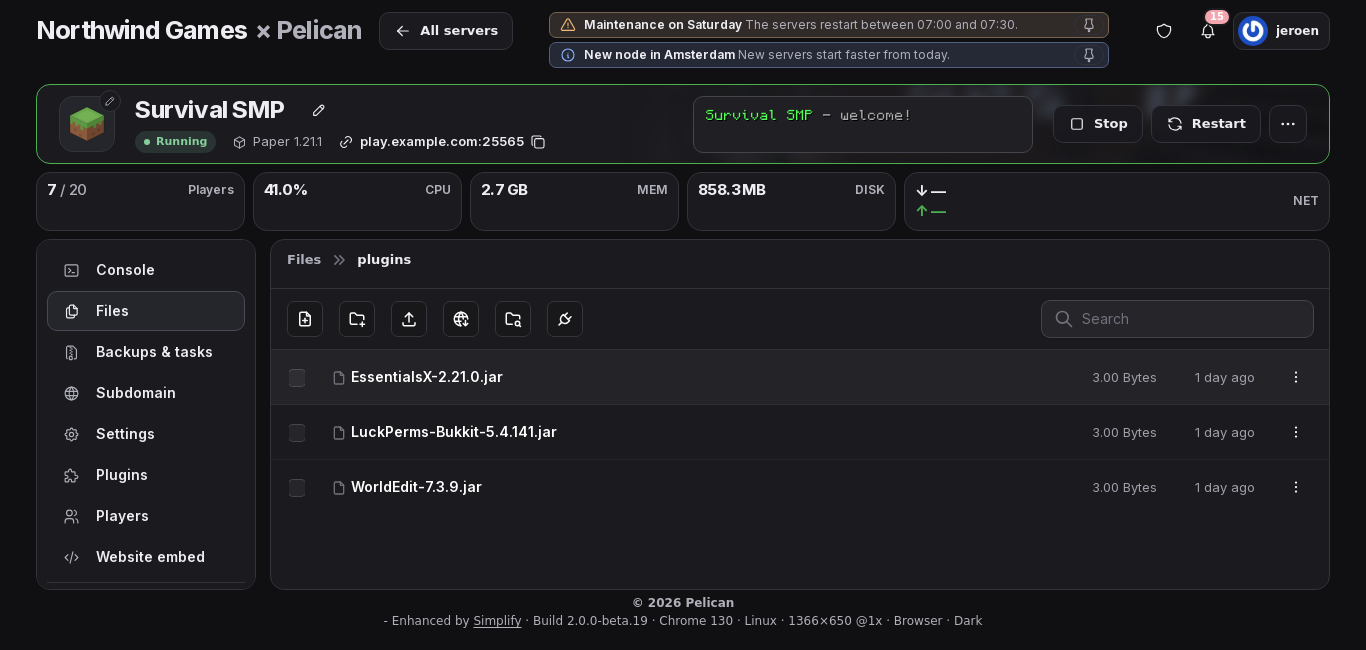 Northwind Games × Pelican
All servers
Maintenance on Saturday The servers restart between 07:00 and 07:30.
New node in Amsterdam New servers start faster from today.
15
jeroen
Survival SMP
Running
Paper 1.21.1
play.example.com:25565
Survival SMP - welcome!
Stop
Restart
7 / 20 Players
41.0% CPU
2.7 GB MEM
858.3 MB DISK
↓ —
↑ —
NET
Console
Files
Backups & tasks
Subdomain
Settings
Plugins
Players
Website embed
Files » plugins
Search
EssentialsX-2.21.0.jar 3.00 Bytes 1 day ago
LuckPerms-Bukkit-5.4.141.jar 3.00 Bytes 1 day ago
WorldEdit-7.3.9.jar 3.00 Bytes 1 day ago
© 2026 Pelican
- Enhanced by Simplify · Build 2.0.0-beta.19 · Chrome 130 · Linux · 1366×650 @1x · Browser · Dark